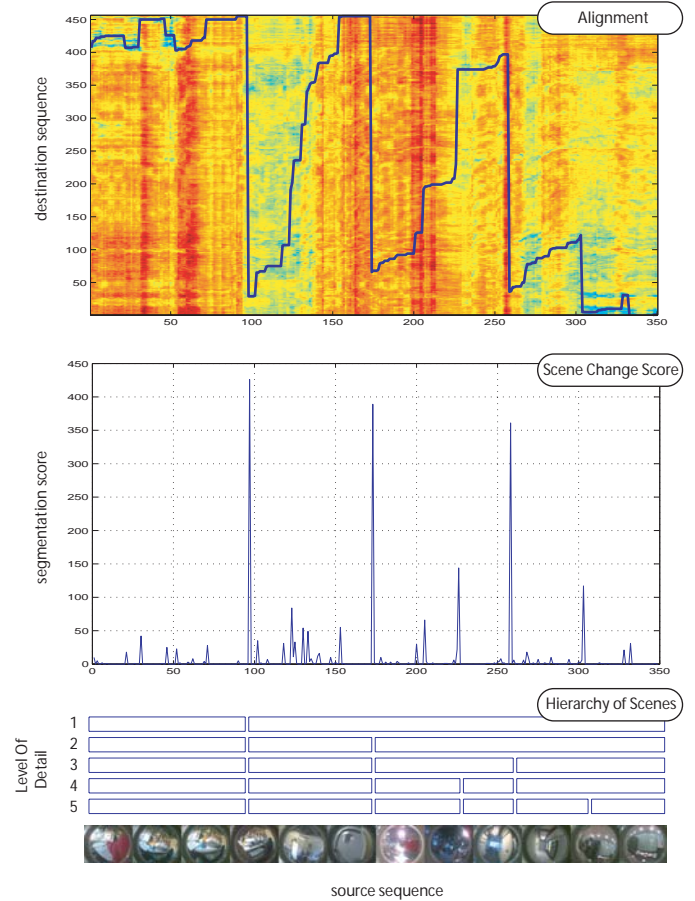 Alignment
destination sequence
450
400
350
300
250
200
150
100
50
50 100 150 200 250 300 350
Scene Change Score
segmentation score
450
400
350
300
250
200
150
100
50
0
0 50 100 150 200 250 300 350
Hierarchy of Scenes
Level Of
Detail
1
2
3
4
5
source sequence